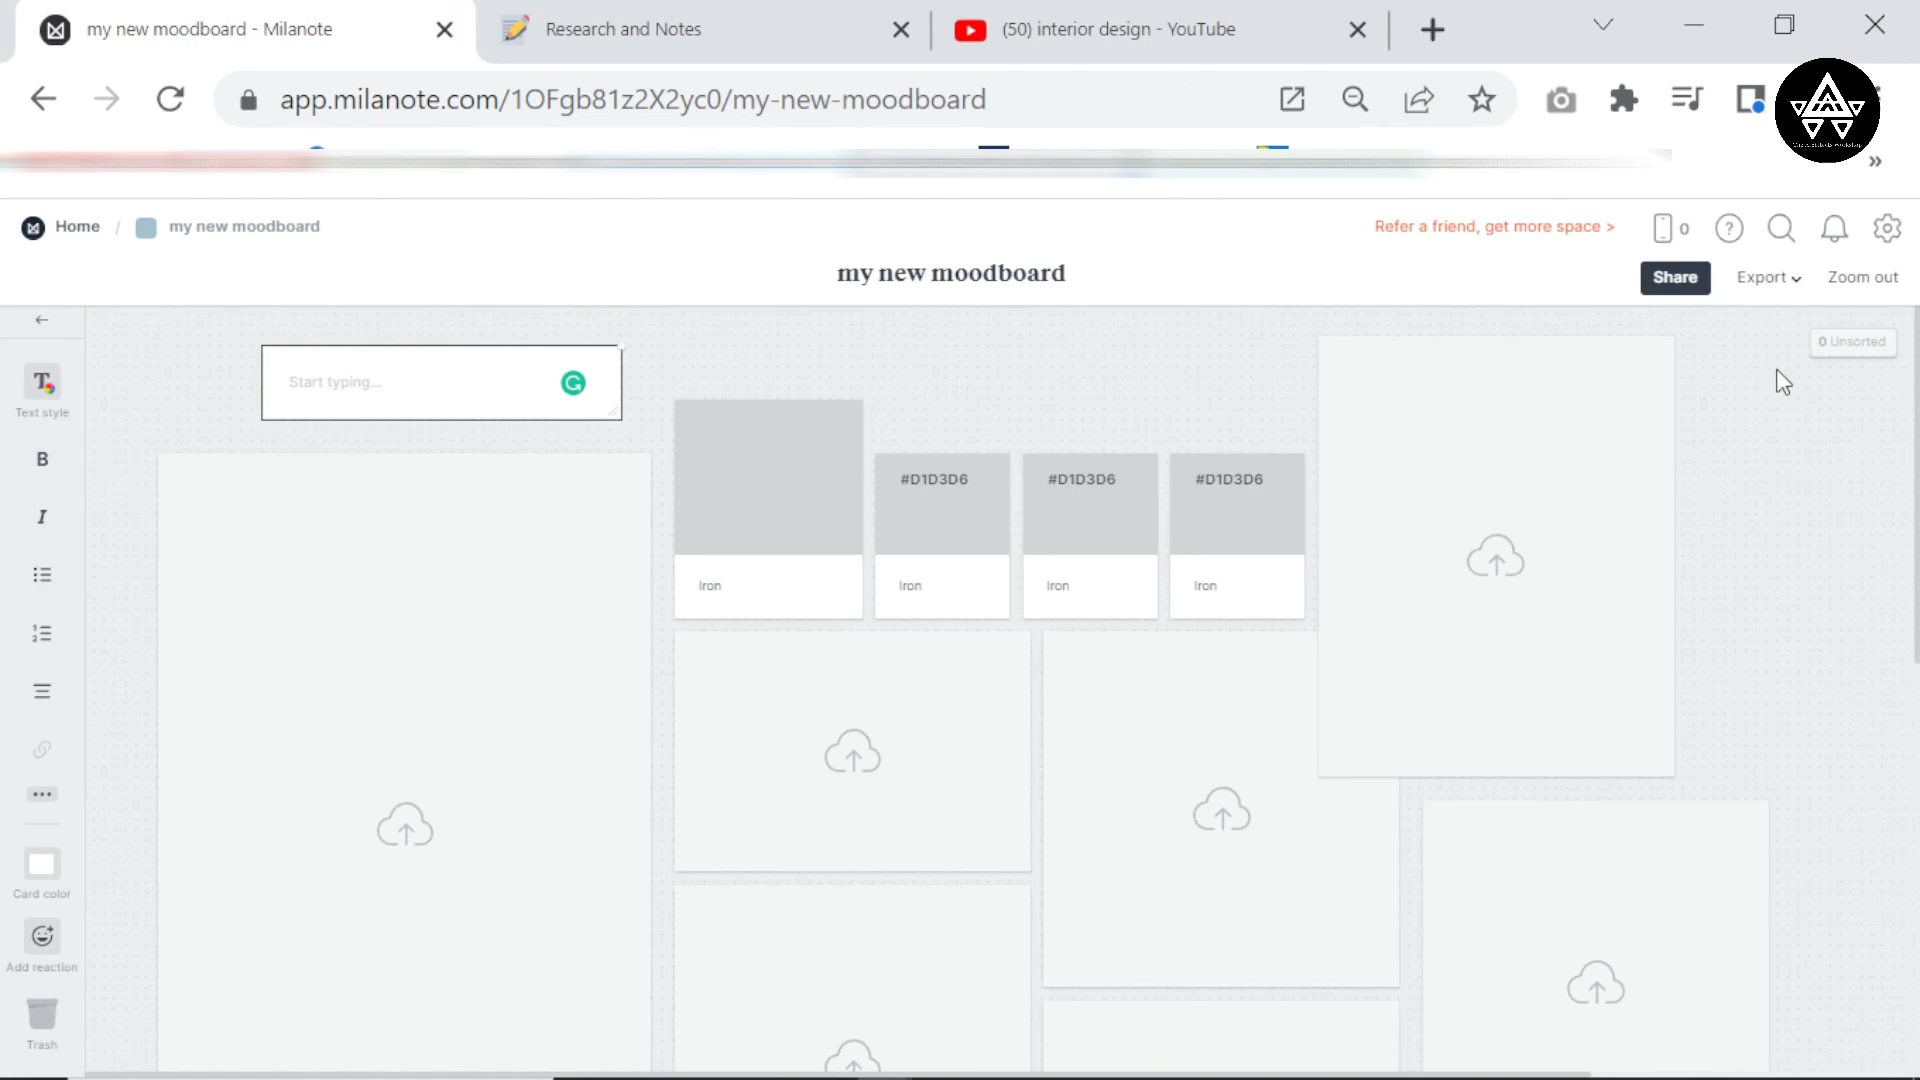 my new moodboard - Milanote
Research and Notes
(50) interior design - YouTube
app.milanote.com/1OFgb81z2X2yc0/my-new-moodboard
Home / my new moodboard
Refer a friend, get more space >
0
my new moodboard
Share
Export
Zoom out
0 Unsorted
Start typing...
Text style
B
I
#D1D3D6
#D1D3D6
#D1D3D6
Iron
Iron
Iron
Iron
Card color
Add reaction
Trash